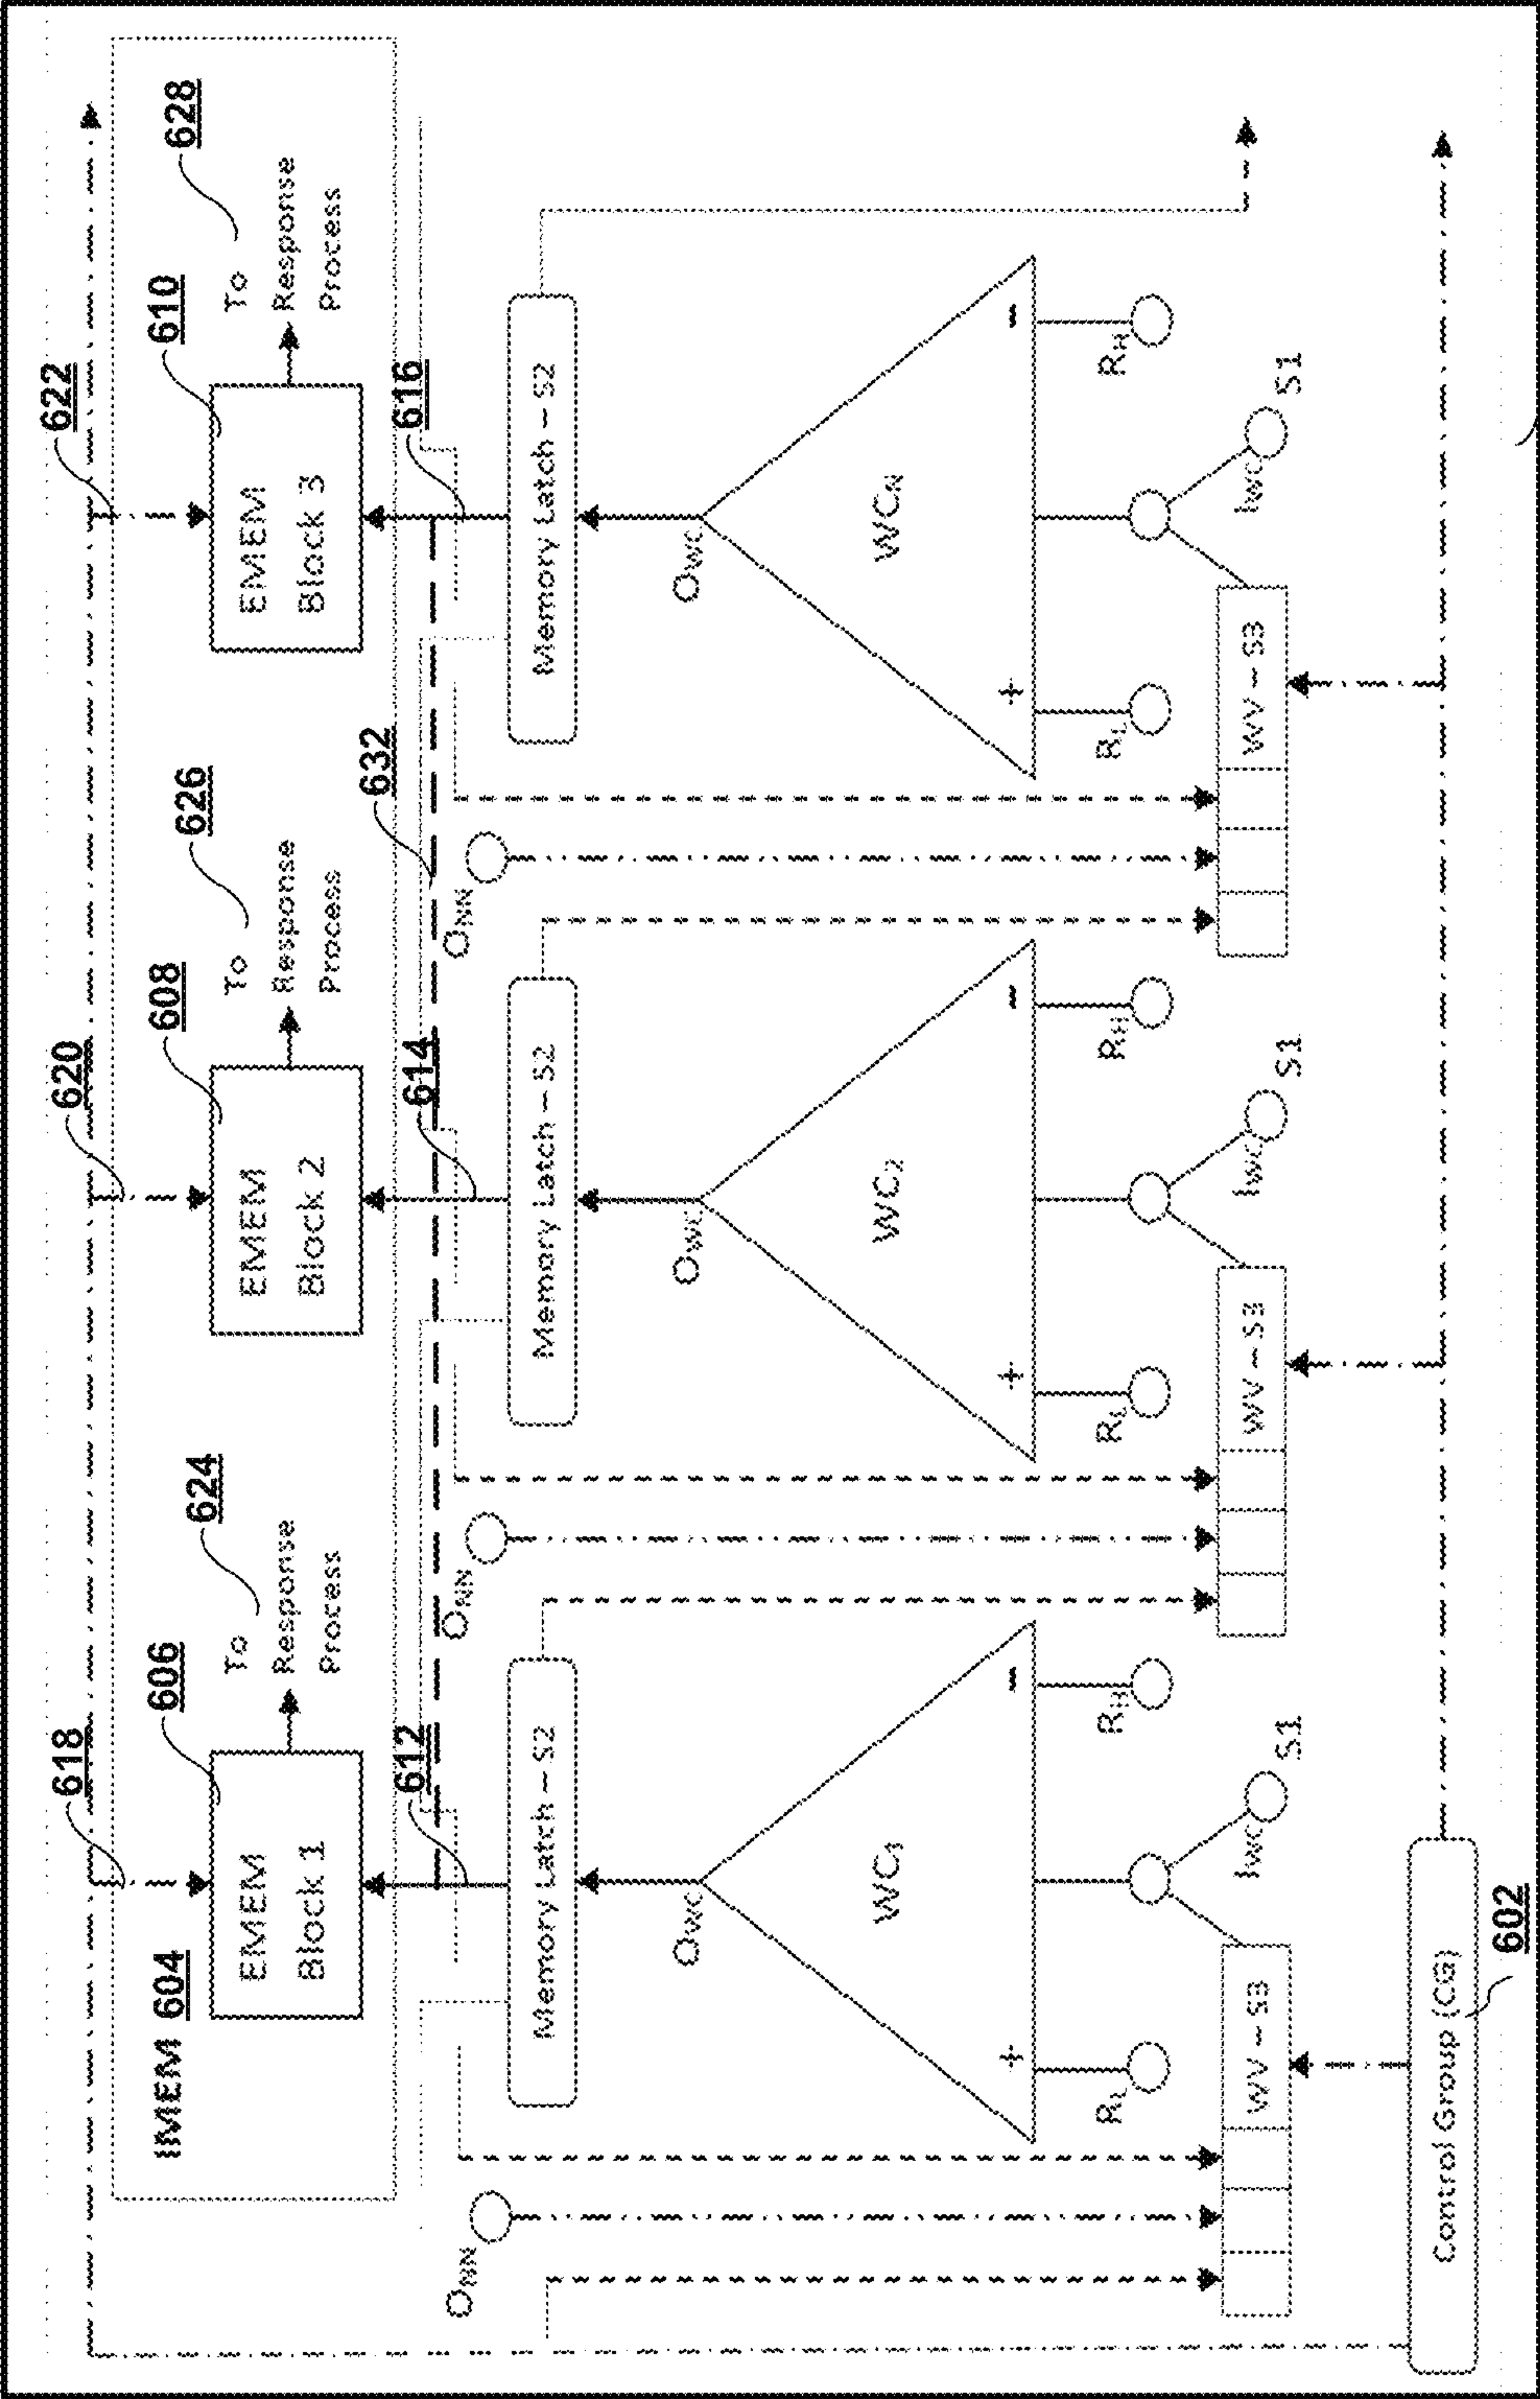 618
620
622
IMEM 604
606
624
608
626
610
628
EMEM
Block 1
To
Response
Process
EMEM
Block 2
To
Response
Process
EMEM
Block 3
To
Response
Process
612
614
632
616
ONN
ONN
ONN
Memory Latch – S2
Memory Latch – S2
Memory Latch – S2
OWC
OWC
OWC
WC1
WC2
WCN
+
–
+
–
+
–
RL
RH
RL
RH
RL
RH
IWC
S1
IWC
S1
IWC
S1
WV – S3
WV – S3
WV – S3
Control Group (CG)
602